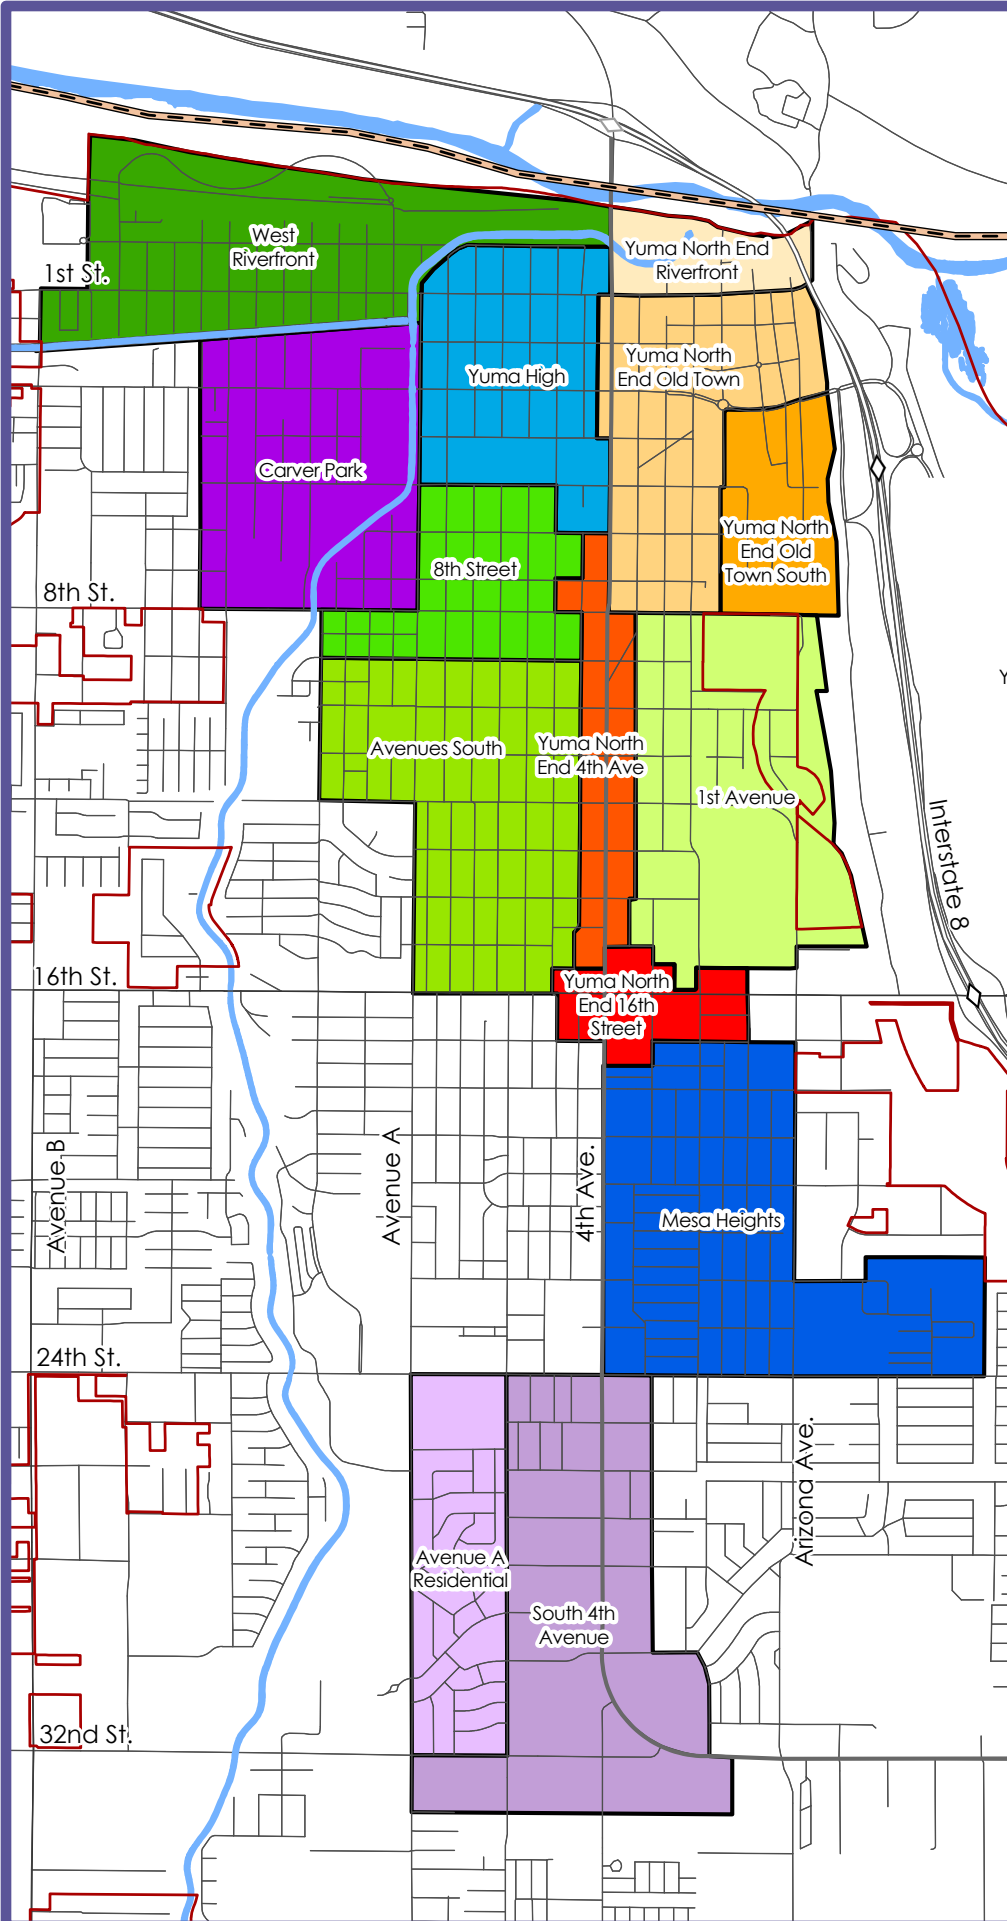 West
Riverfront
1st St.
Yuma North End
Riverfront
Yuma High
Yuma North
End Old Town
Carver Park
Yuma North
End Old
Town South
8th Street
8th St.
Y
Avenues South
Yuma North
End 4th Ave
1st Avenue
Interstate 8
16th St.
Yuma North
End 16th
Street
Avenue B
Avenue A
4th Ave.
Mesa Heights
24th St.
Arizona Ave.
Avenue A
Residential
South 4th
Avenue
32nd St.